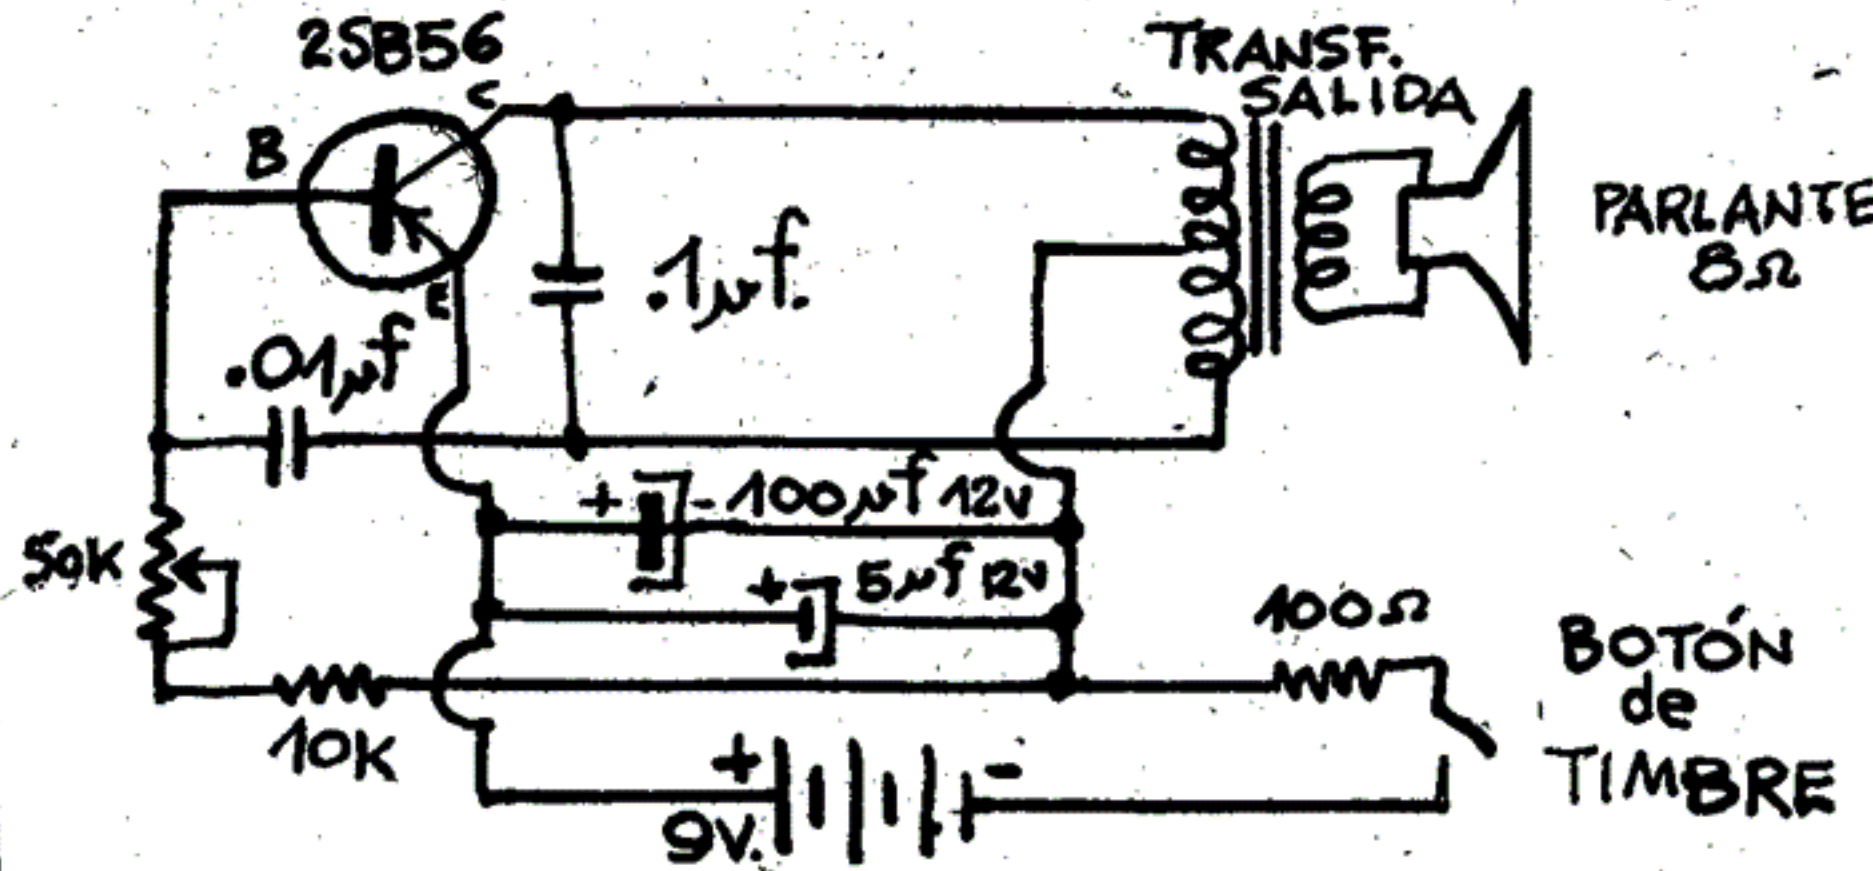 2SB56
TRANSF.
SALIDA
C
B
E
.1µf.
PARLANTE
8Ω
.01µf
+ - 100µf 12v
50K
+ 5µf 12v
100Ω
BOTÓN
de
TIMBRE
10K
+ -
9V.